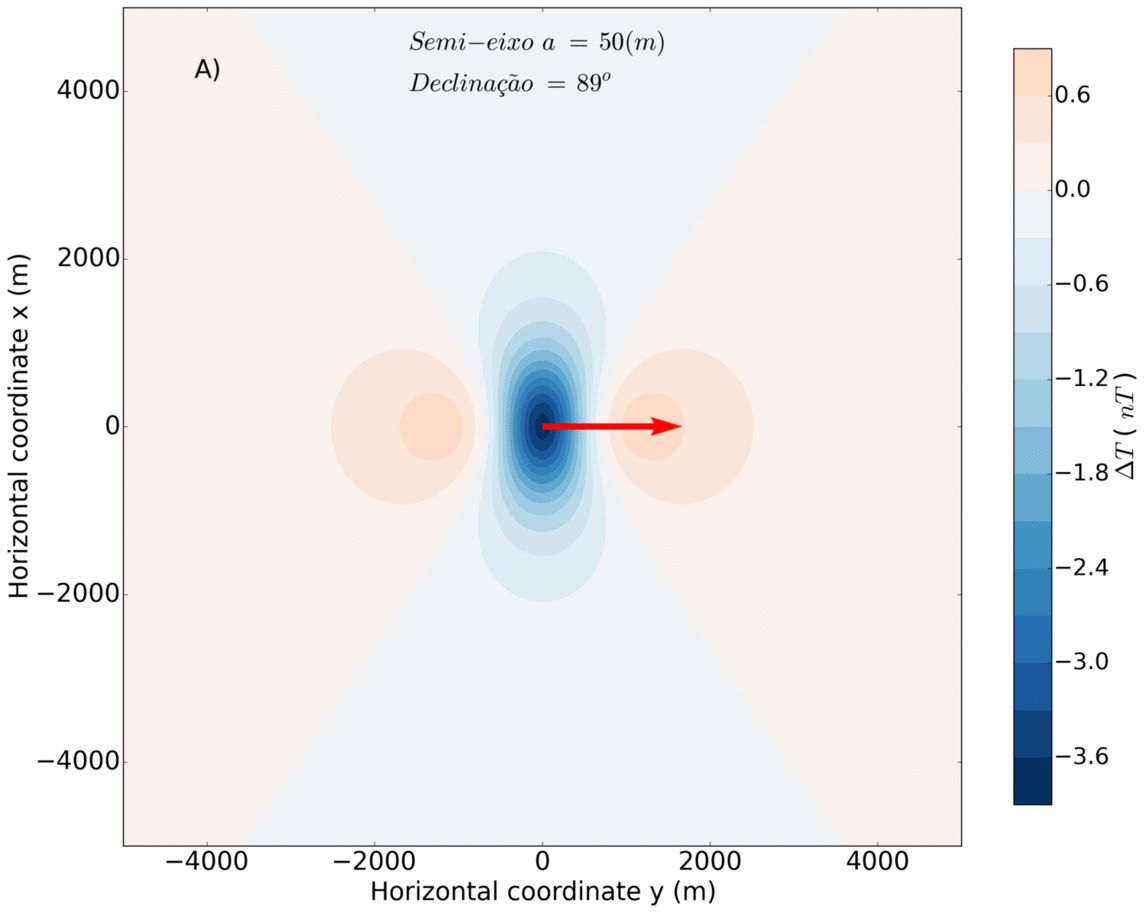 Semi−eixo a = 50(m)
A)
Declinação = 89º
4000
2000
0
−2000
−4000
Horizontal coordinate x (m)
−4000 −2000 0 2000 4000
Horizontal coordinate y (m)
0.6
0.0
−0.6
−1.2
−1.8
−2.4
−3.0
−3.6
ΔT ( nT )